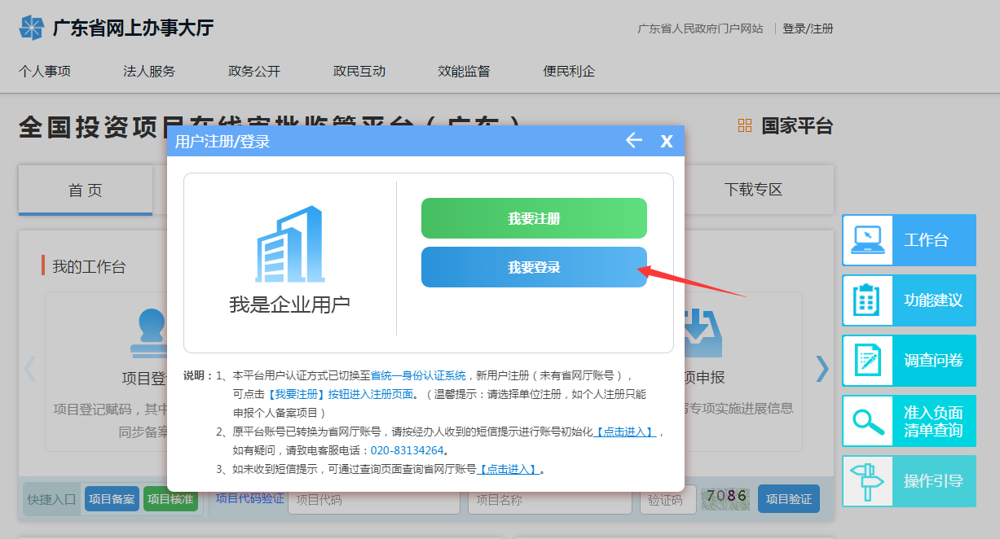 广东省网上办事大厅
广东省人民政府门户网站 | 登录/注册
个人事项 法人服务 政务公开 政民互动 效能监督 便民利企
全国投资项目在线审批监管平台（广东）
国家平台
用户注册/登录 X
首页
下载专区
我要注册
我要登录
我是企业用户
我的工作台
项目登
项申报
项目登记赋码，其中
同步备案
专项实施进展信息
说明：1、本平台用户认证方式已切换至省统一身份认证系统，新用户注册（未有省网厅账号），
可点击【我要注册】按钮进入注册页面。（温馨提示：请选择单位注册，如个人注册只能
申报个人备案项目）
2、原平台账号已转换为省网厅账号，请按经办人收到的短信提示进行账号初始化【点击进入】，
如有疑问，请致电客服电话：020-83134264。
3、如未收到短信提示，可通过查询页面查询省网厅账号【点击进入】。
快捷入口 项目备案 项目核准 项目代码验证 项目代码 项目名称 验证码 7086 项目验证
工作台
功能建议
调查问卷
准入负面
清单查询
操作引导